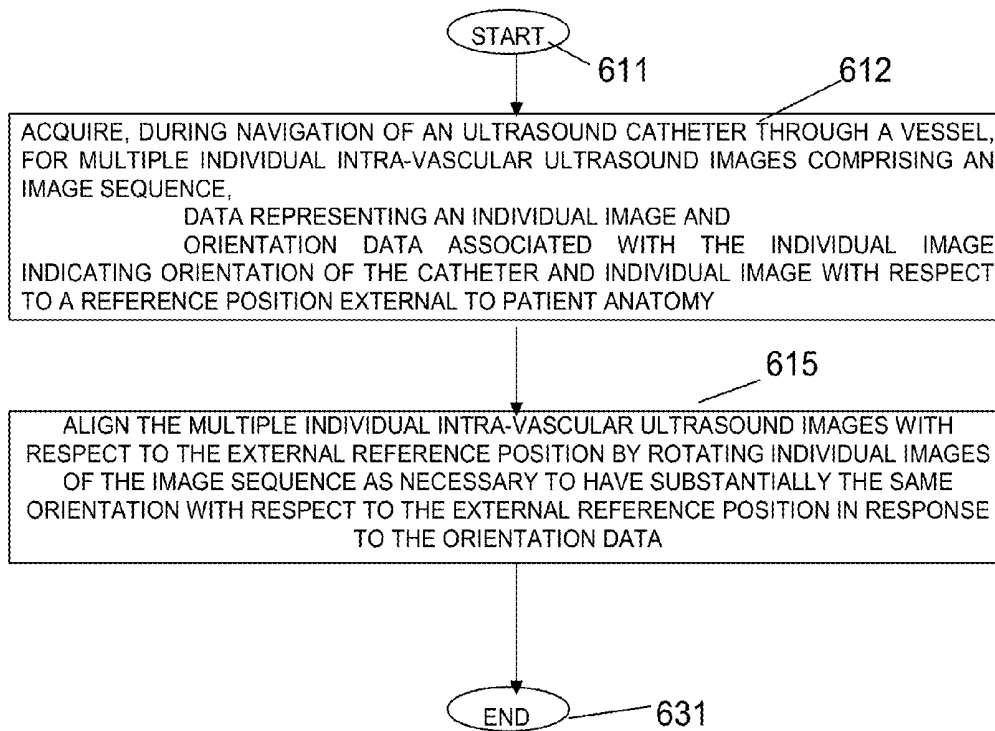 START
611
612
ACQUIRE, DURING NAVIGATION OF AN ULTRASOUND CATHETER THROUGH A VESSEL,
FOR MULTIPLE INDIVIDUAL INTRA-VASCULAR ULTRASOUND IMAGES COMPRISING AN
IMAGE SEQUENCE,
DATA REPRESENTING AN INDIVIDUAL IMAGE AND
ORIENTATION DATA ASSOCIATED WITH THE INDIVIDUAL IMAGE
INDICATING ORIENTATION OF THE CATHETER AND INDIVIDUAL IMAGE WITH RESPECT
TO A REFERENCE POSITION EXTERNAL TO PATIENT ANATOMY
615
ALIGN THE MULTIPLE INDIVIDUAL INTRA-VASCULAR ULTRASOUND IMAGES WITH
RESPECT TO THE EXTERNAL REFERENCE POSITION BY ROTATING INDIVIDUAL IMAGES
OF THE IMAGE SEQUENCE AS NECESSARY TO HAVE SUBSTANTIALLY THE SAME
ORIENTATION WITH RESPECT TO THE EXTERNAL REFERENCE POSITION IN RESPONSE
TO THE ORIENTATION DATA
END
631